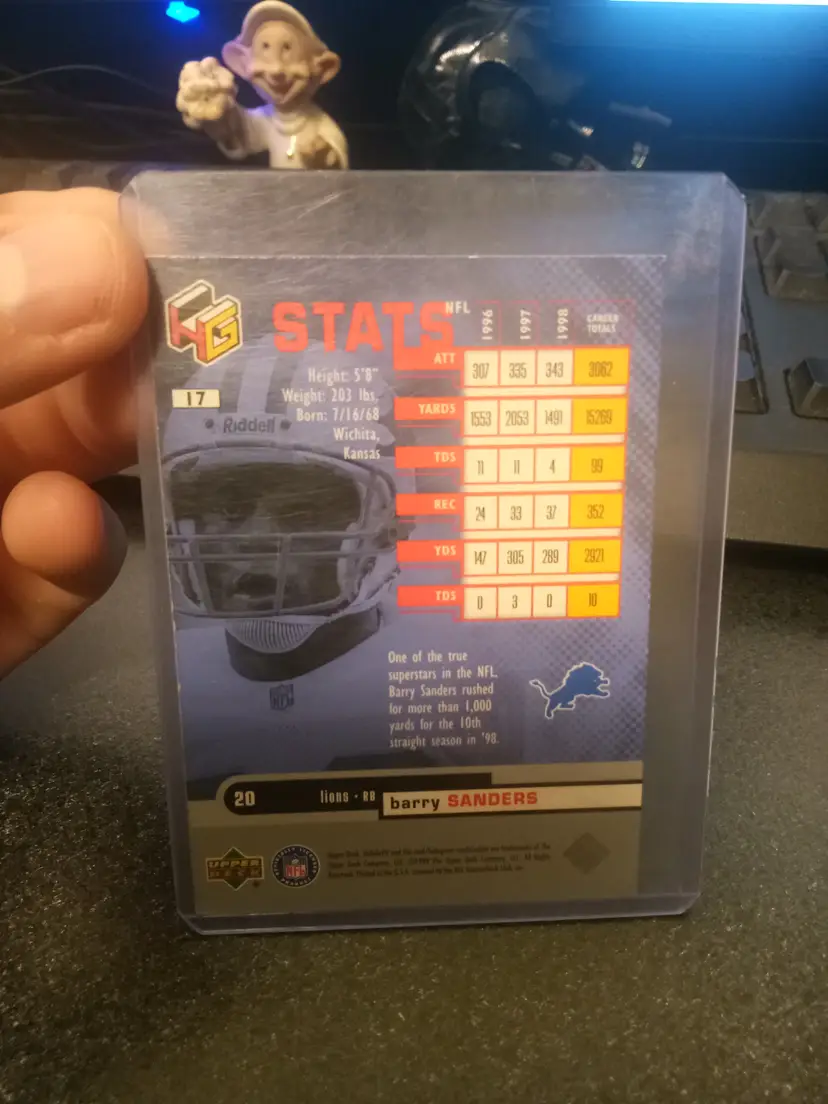 HG
STATS
NFL 1996 1997 1998 CAREER TOTALS
ATT 307 335 343 3062
Height: 5'8"
Weight: 203 lbs.
Born: 7/16/68
Wichita,
Kansas
17
Riddell
YARDS 1553 2053 1491 15269
TDS 11 11 4 99
REC 24 33 37 352
YDS 147 305 289 2921
TDS 0 3 0 10
One of the true
superstars in the NFL,
Barry Sanders rushed
for more than 1,000
yards for the 10th
straight season in '98.
NFL
20 lions • RB barry SANDERS
UPPER DECK
NFL